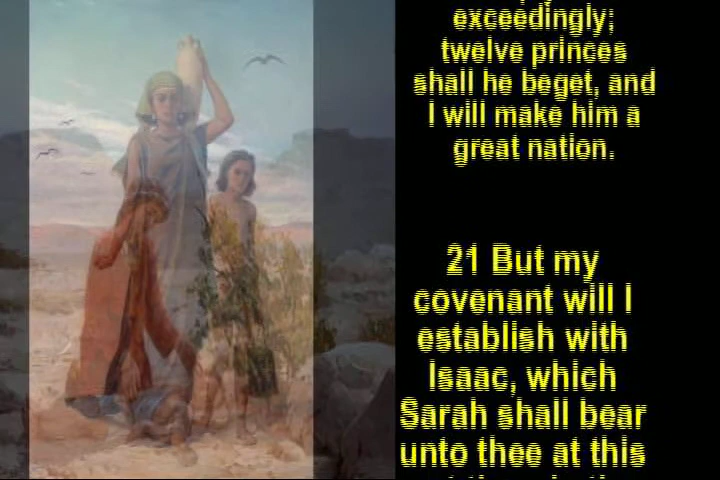 exceedingly;
twelve princes
shall he beget, and
I will make him a
great nation.
21 But my
covenant will I
establish with
Isaac, which
Sarah shall bear
unto thee at this